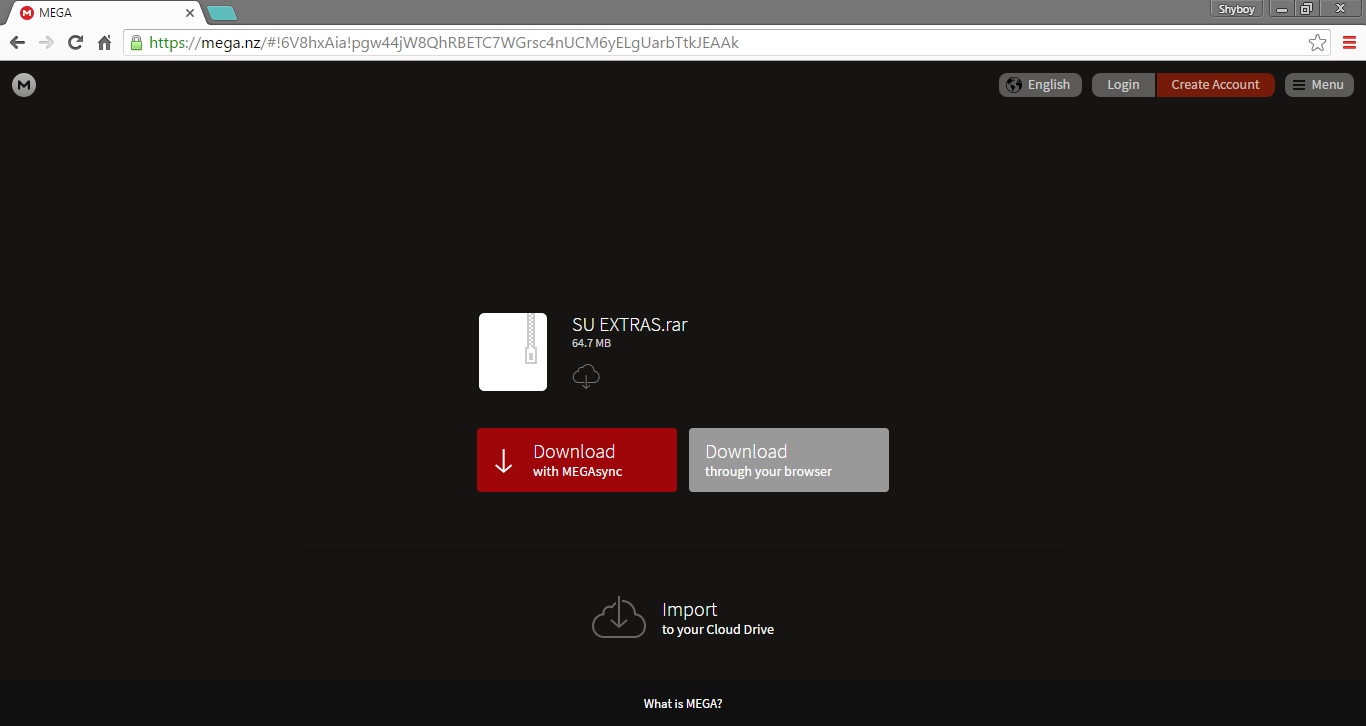 MEGA
Shyboy
https://mega.nz/#!6V8hxAia!pgw44jW8QhRBETC7WGrsc4nUCM6yELgUarbTtkJEAAk
M
English
Login
Create Account
Menu
SU EXTRAS.rar
64.7 MB
Download
with MEGAsync
Download
through your browser
Import
to your Cloud Drive
What is MEGA?